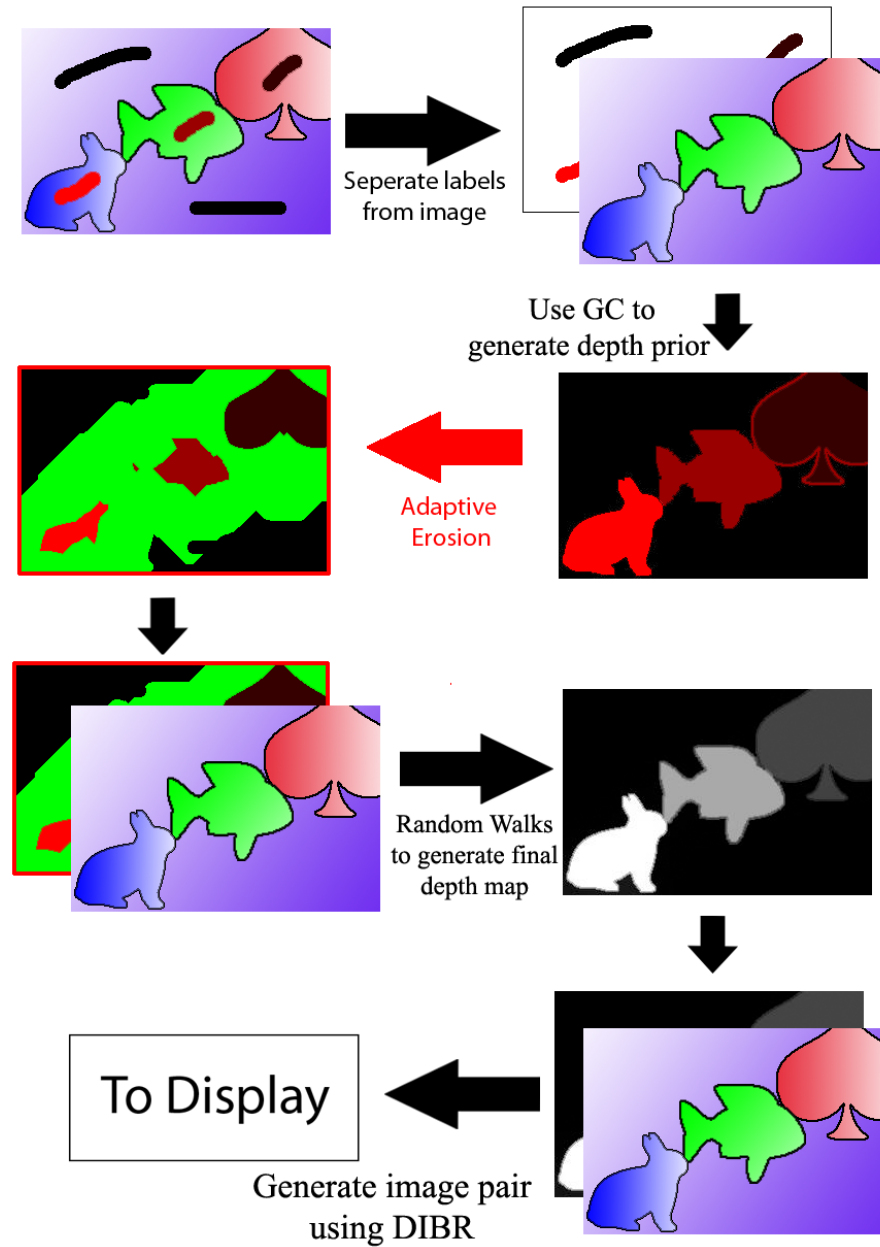 Seperate labels
from image
Use GC to
generate depth prior
Adaptive
Erosion
Random Walks
to generate final
depth map
To Display
Generate image pair
using DIBR